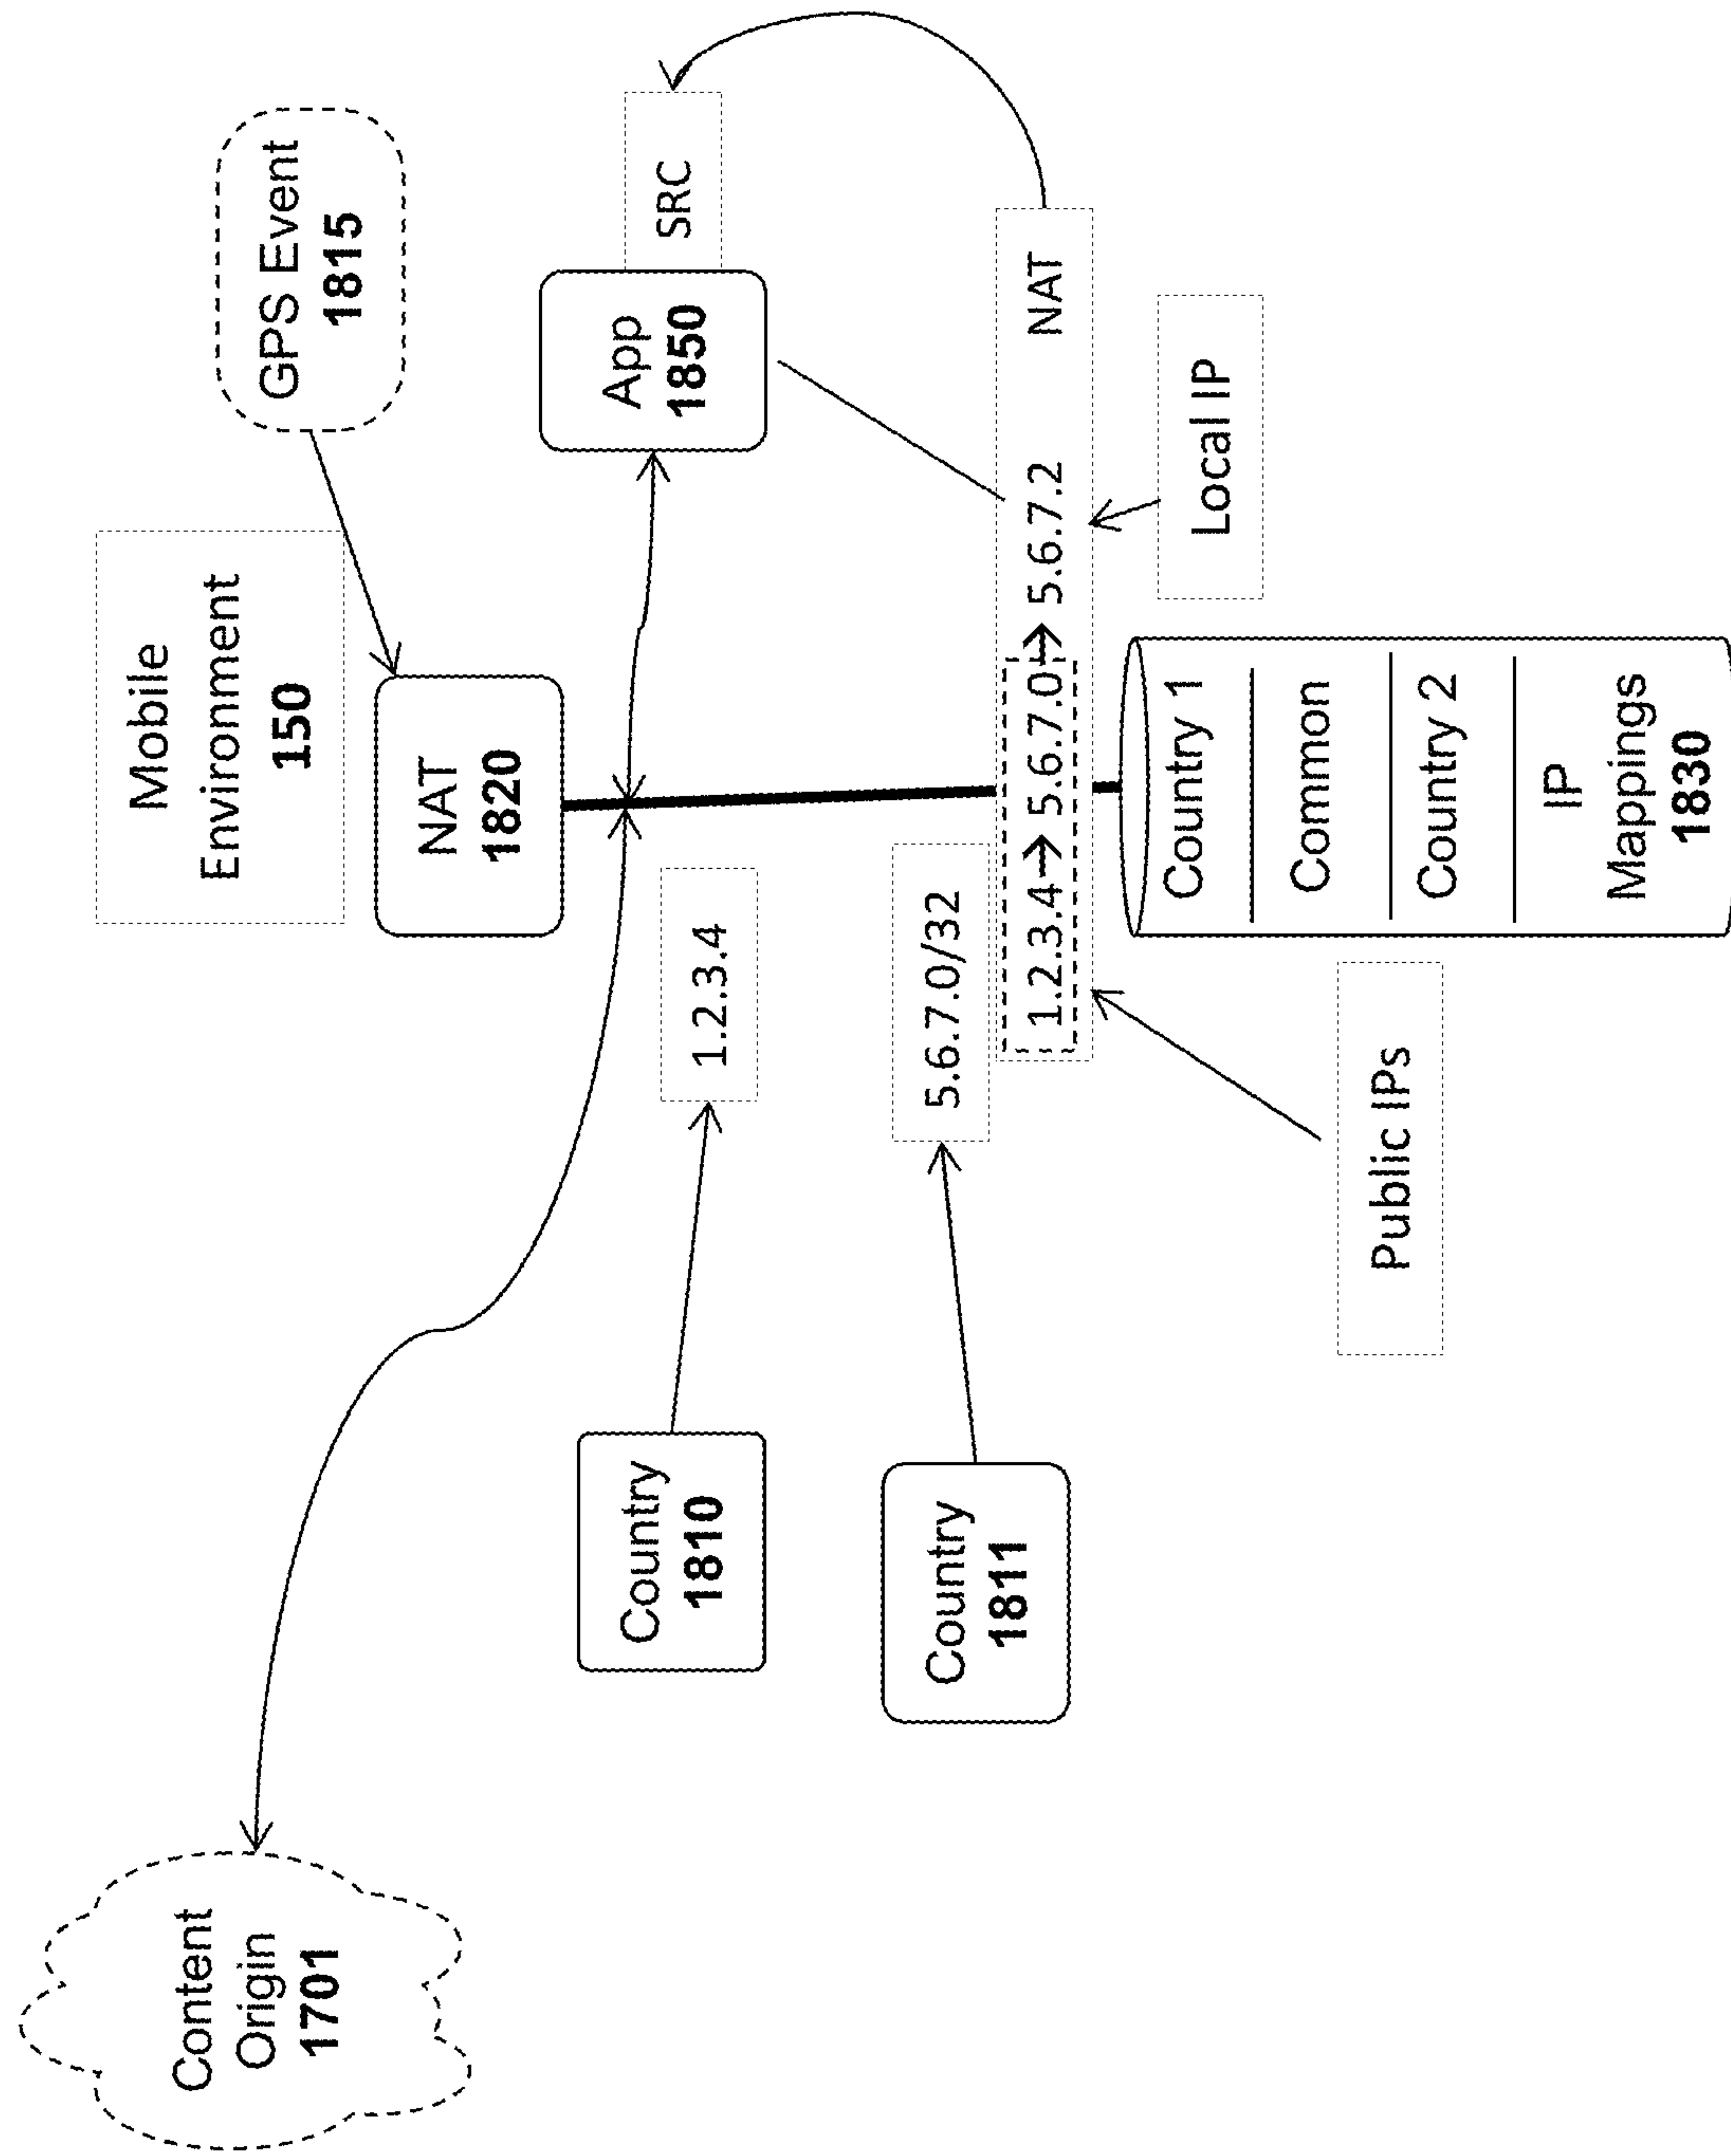 Content
Origin
1701
Mobile
Environment
150
GPS Event
1815
NAT
1820
App
1850
SRC
Country
1810
1.2.3.4
Country
1811
5.6.7.0/32
1.2.3.4→ 5.6.7.0→ 5.6.7.2 NAT
Public IPs
Local IP
Country 1
Common
Country 2
IP
Mappings
1830